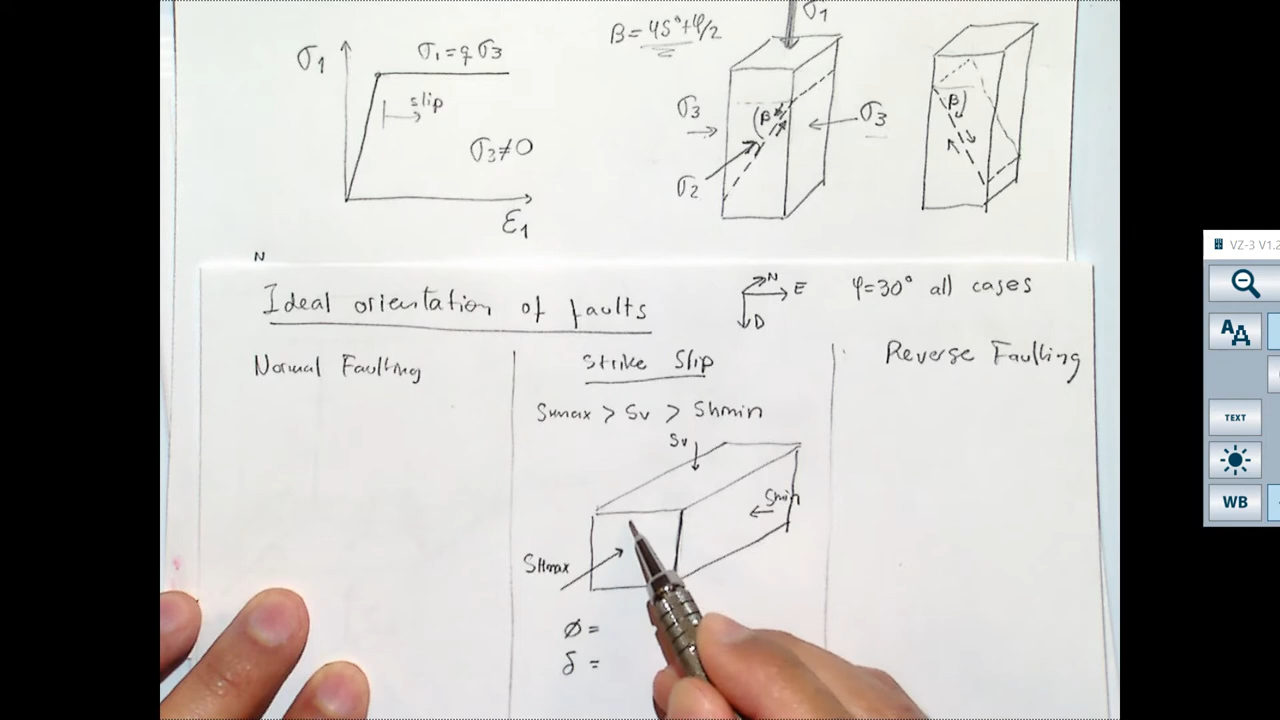 σ1
σ1 = q σ3
slip
σ3≠0
ε1
β = 45°+φ/2
σ1
σ3
β
σ3
σ2
β
N
Ideal orientation of faults
N
E
D
φ=30° all cases
Normal Faulting
Strike Slip
Reverse Faulting
SHmax > Sv > Shmin
Sv
Shmin
SHmax
ø =
δ =
VZ-3 V1.2
AA
TEXT
WB